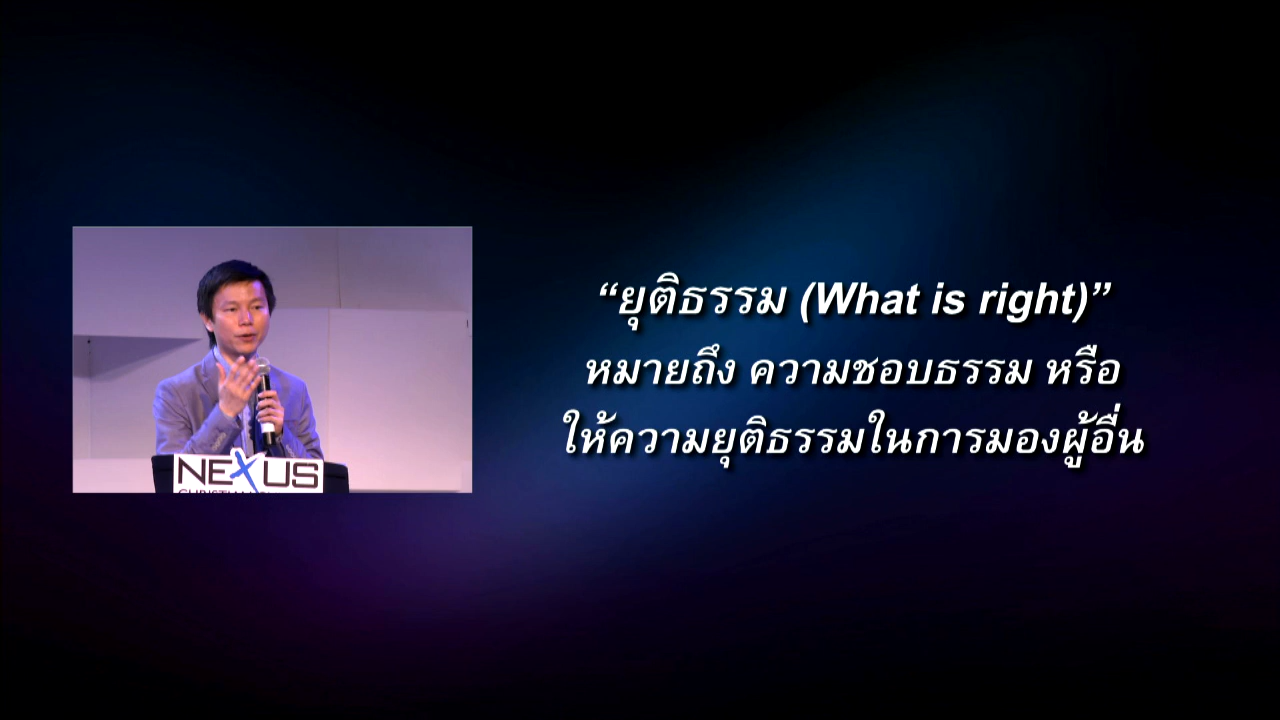 NEXUS
“ยุติธรรม (What is right)”
หมายถึง ความชอบธรรม หรือ
ให้ความยุติธรรมในการมองผู้อื่น